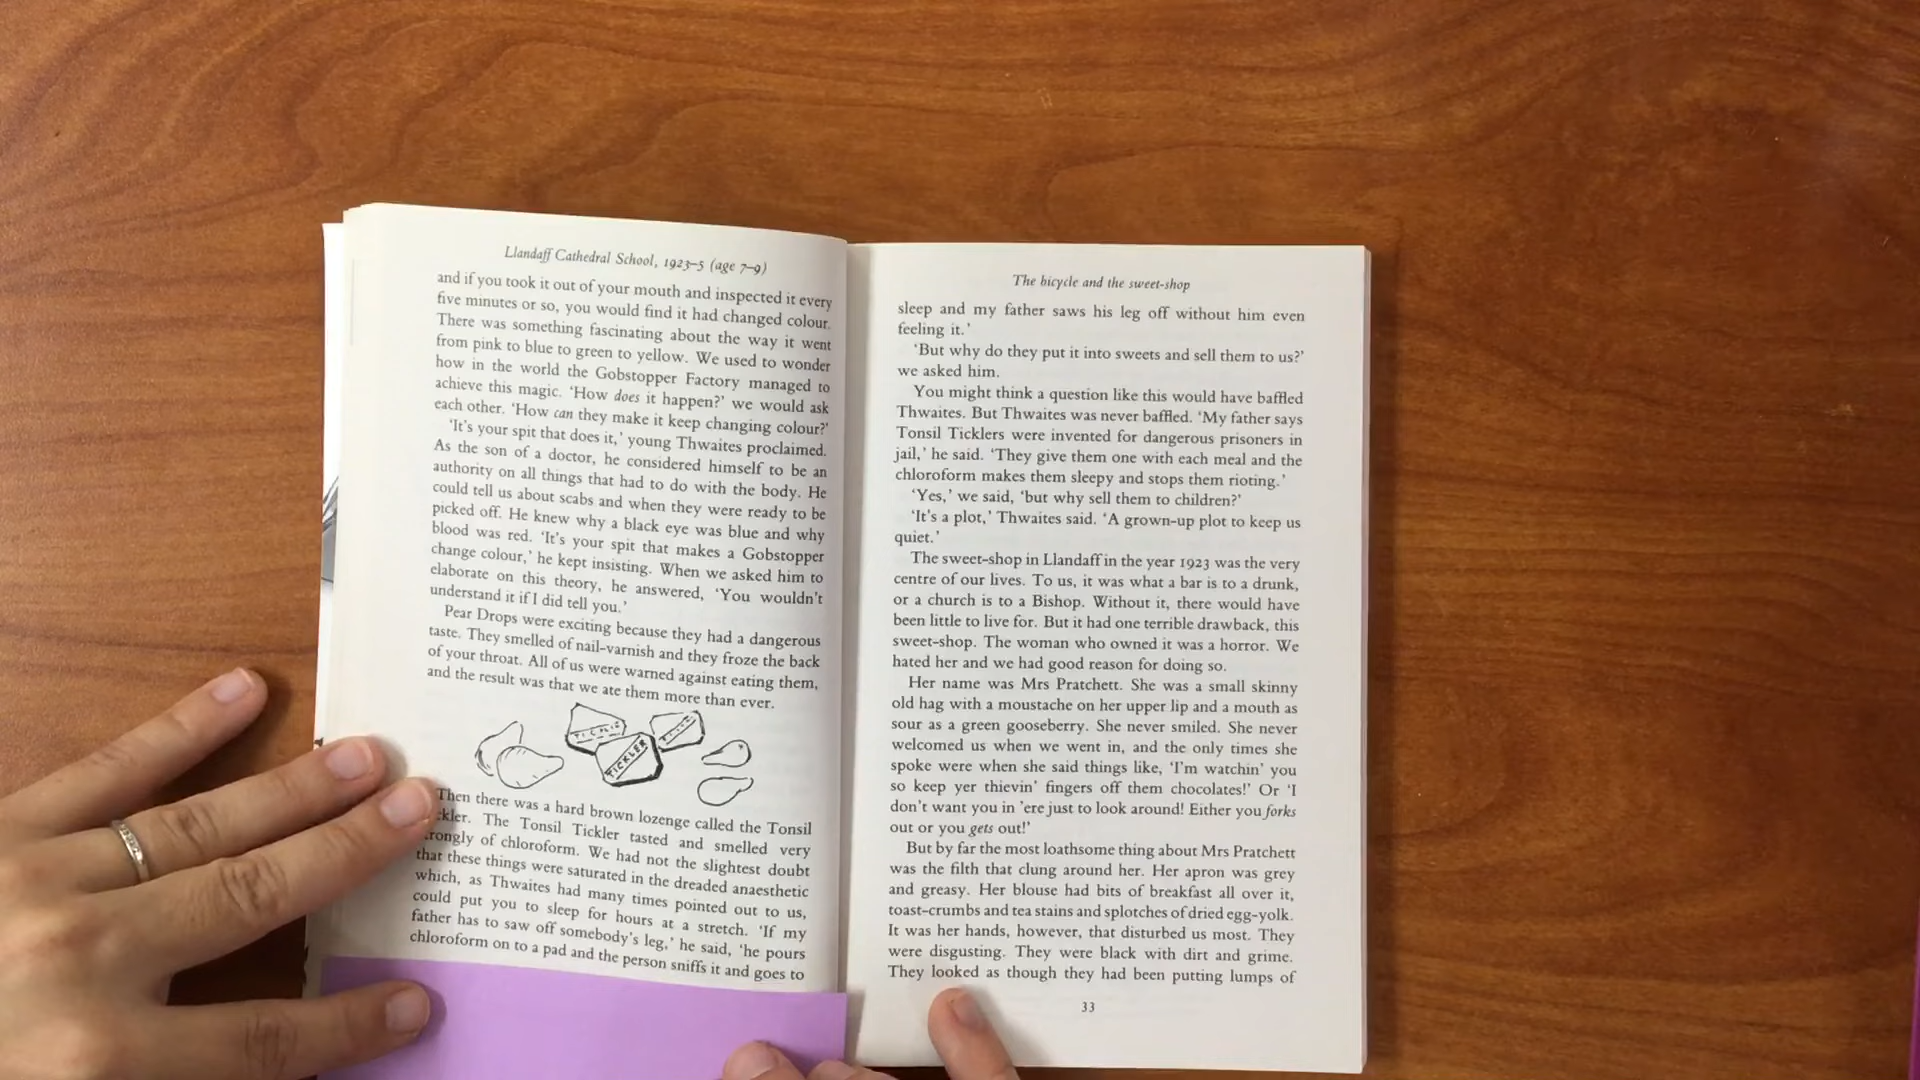 Llandaff Cathedral School, 1923–5 (age 7–9)
and if you took it out of your mouth and inspected it every
five minutes or so, you would find it had changed colour.
There was something fascinating about the way it went
from pink to blue to green to yellow. We used to wonder
how in the world the Gobstopper Factory managed to
achieve this magic. ‘How does it happen?’ we would ask
each other. ‘How can they make it keep changing colour?’
‘It's your spit that does it,’ young Thwaites proclaimed.
As the son of a doctor, he considered himself to be an
authority on all things that had to do with the body. He
could tell us about scabs and when they were ready to be
picked off. He knew why a black eye was blue and why
blood was red. ‘It's your spit that makes a Gobstopper
change colour,’ he kept insisting. When we asked him to
elaborate on this theory, he answered, ‘You wouldn't
understand it if I did tell you.’
Pear Drops were exciting because they had a dangerous
taste. They smelled of nail-varnish and they froze the back
of your throat. All of us were warned against eating them,
and the result was that we ate them more than ever.
TICKLE
TICKLER
Then there was a hard brown lozenge called the Tonsil
ckler. The Tonsil Tickler tasted and smelled very
rongly of chloroform. We had not the slightest doubt
that these things were saturated in the dreaded anaesthetic
which, as Thwaites had many times pointed out to us,
could put you to sleep for hours at a stretch. ‘If my
father has to saw off somebody's leg,’ he said, ‘he pours
chloroform on to a pad and the person sniffs it and goes to
The bicycle and the sweet-shop
sleep and my father saws his leg off without him even
feeling it.’
‘But why do they put it into sweets and sell them to us?’
we asked him.
You might think a question like this would have baffled
Thwaites. But Thwaites was never baffled. ‘My father says
Tonsil Ticklers were invented for dangerous prisoners in
jail,’ he said. ‘They give them one with each meal and the
chloroform makes them sleepy and stops them rioting.’
‘Yes,’ we said, ‘but why sell them to children?’
‘It's a plot,’ Thwaites said. ‘A grown-up plot to keep us
quiet.’
The sweet-shop in Llandaff in the year 1923 was the very
centre of our lives. To us, it was what a bar is to a drunk,
or a church is to a Bishop. Without it, there would have
been little to live for. But it had one terrible drawback, this
sweet-shop. The woman who owned it was a horror. We
hated her and we had good reason for doing so.
Her name was Mrs Pratchett. She was a small skinny
old hag with a moustache on her upper lip and a mouth as
sour as a green gooseberry. She never smiled. She never
welcomed us when we went in, and the only times she
spoke were when she said things like, ‘I'm watchin’ you
so keep yer thievin’ fingers off them chocolates!’ Or ‘I
don't want you in ’ere just to look around! Either you forks
out or you gets out!’
But by far the most loathsome thing about Mrs Pratchett
was the filth that clung around her. Her apron was grey
and greasy. Her blouse had bits of breakfast all over it,
toast-crumbs and tea stains and splotches of dried egg-yolk.
It was her hands, however, that disturbed us most. They
were disgusting. They were black with dirt and grime.
They looked as though they had been putting lumps of
33